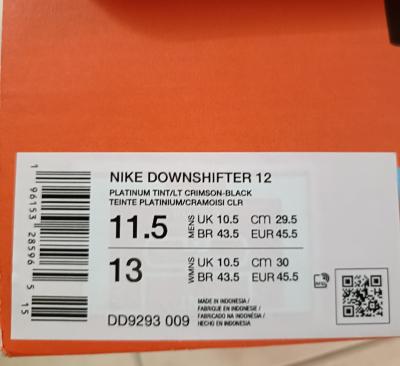 NIKE DOWNSHIFTER 12
PLATINUM TINT/LT CRIMSON-BLACK
TEINTE PLATINIUM/CRAMOISI CLR
11.5 MENS UK 10.5 CM 29.5
BR 43.5 EUR 45.5
13 WMNS UK 10.5 CM 30
BR 43.5 EUR 45.5
MADE IN INDONESIA /
FABRIQUE EN INDONESIE /
FABRICADO NA INDONÉSIA /
HECHO EN INDONESIA
DD9293 009
1 96153 28596 5 15